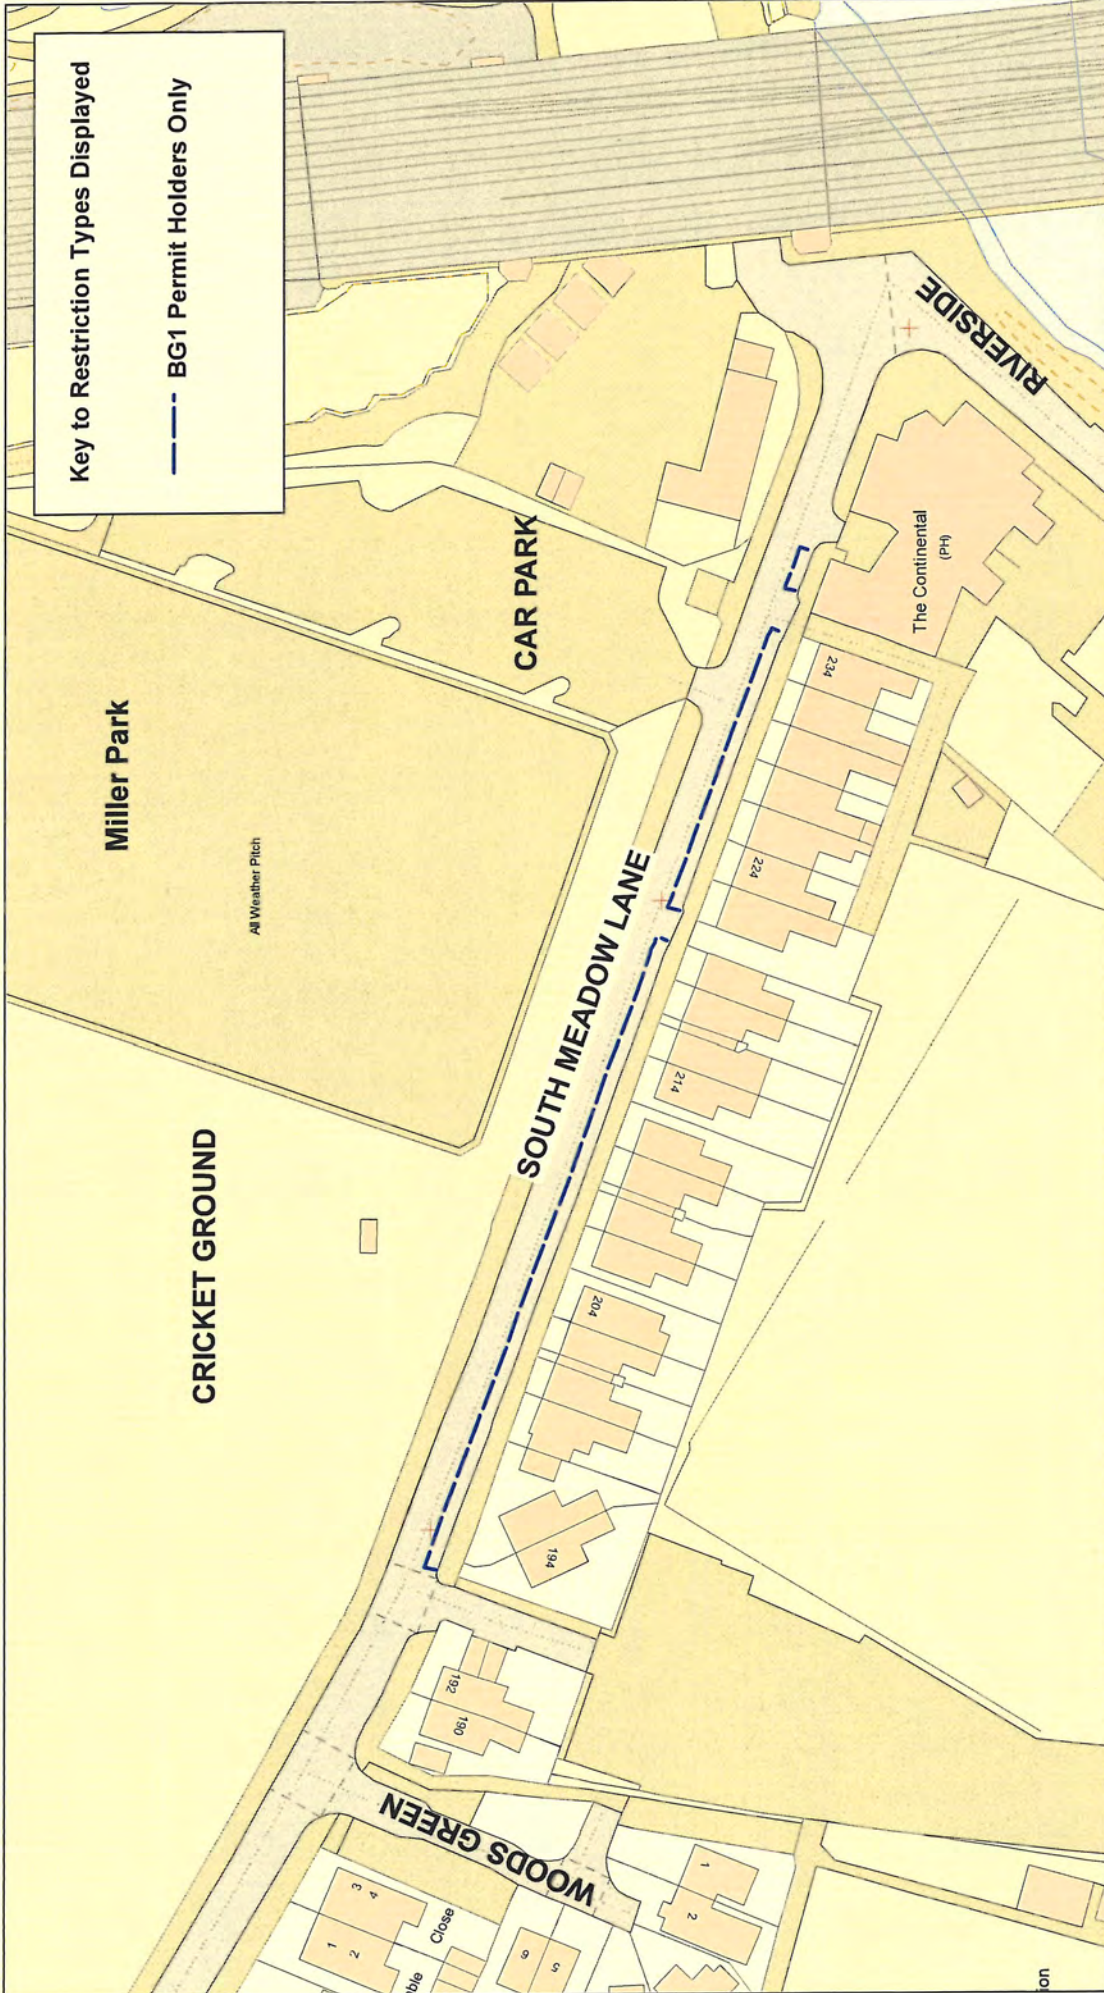 Key to Restriction Types Displayed
BG1 Permit Holders Only
Miller Park
All Weather Pitch
CAR PARK
CRICKET GROUND
SOUTH MEADOW LANE
RIVERSIDE
The Continental
(PH)
234
224
214
204
194
192
190
WOODS GREEN
1
2
3
4
1
2
Close
6
5